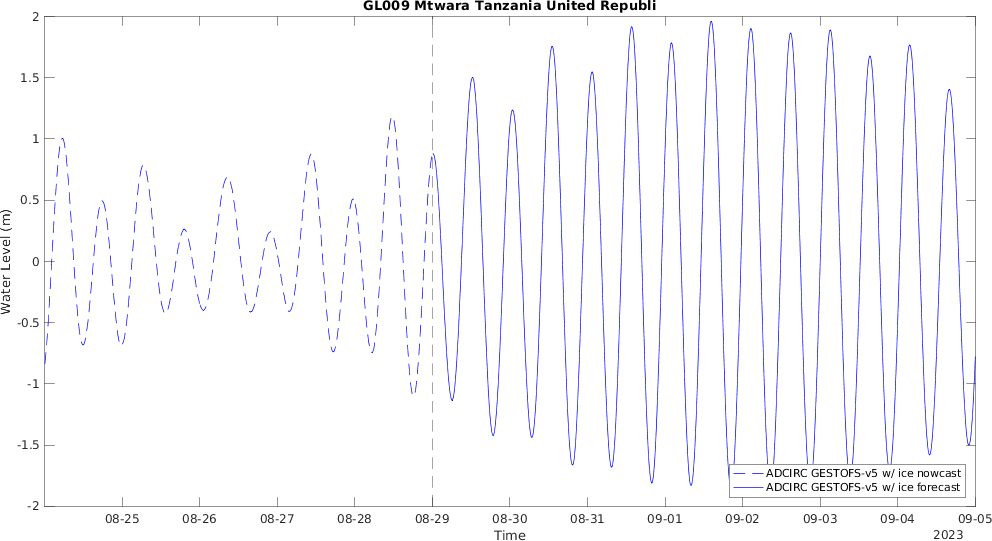 GL009 Mtwara Tanzania United Republi
Water Level (m)
2
1.5
1
0.5
0
-0.5
-1
-1.5
-2
ADCIRC GESTOFS-v5 w/ ice nowcast
ADCIRC GESTOFS-v5 w/ ice forecast
08-25 08-26 08-27 08-28 08-29 08-30 08-31 09-01 09-02 09-03 09-04 09-05
Time
2023